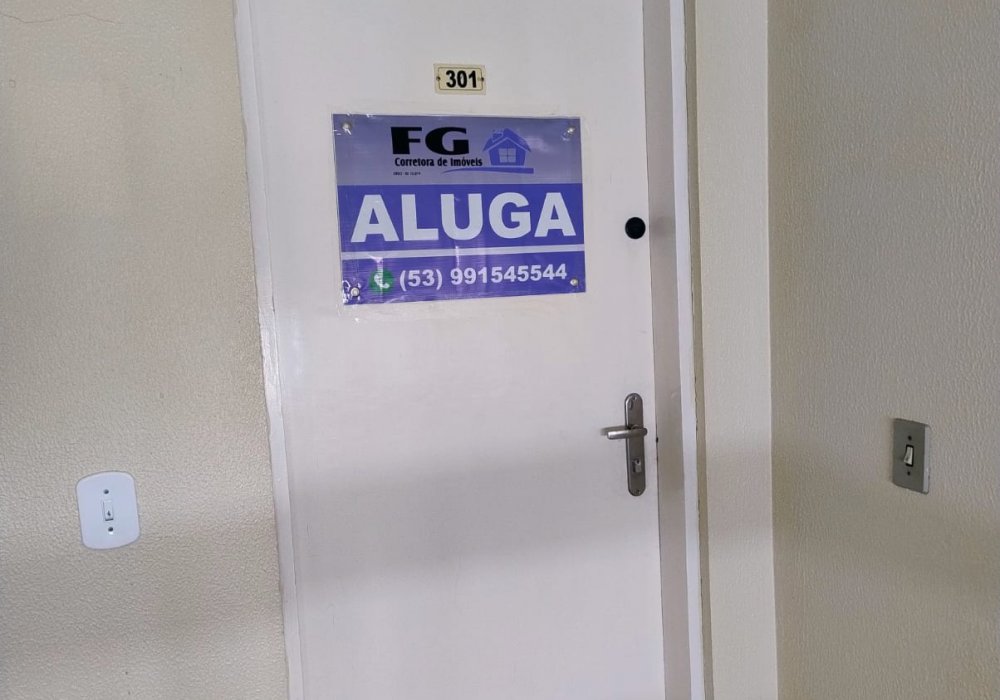 301
FG
Corretora de Imóveis
ALUGA
(53) 991545544